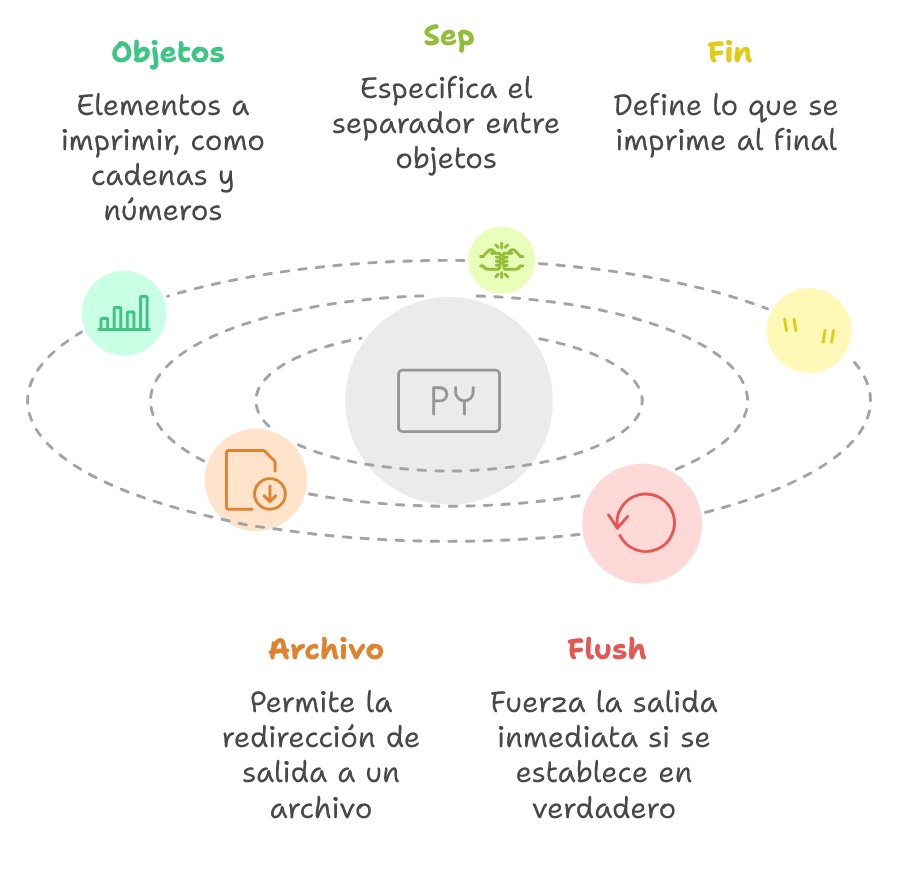 Objetos
Elementos a
imprimir, como
cadenas y
números
Sep
Especifica el
separador entre
objetos
Fin
Define lo que se
imprime al final
PY
Archivo
Permite la
redirección de
salida a un
archivo
Flush
Fuerza la salida
inmediata si se
establece en
verdadero